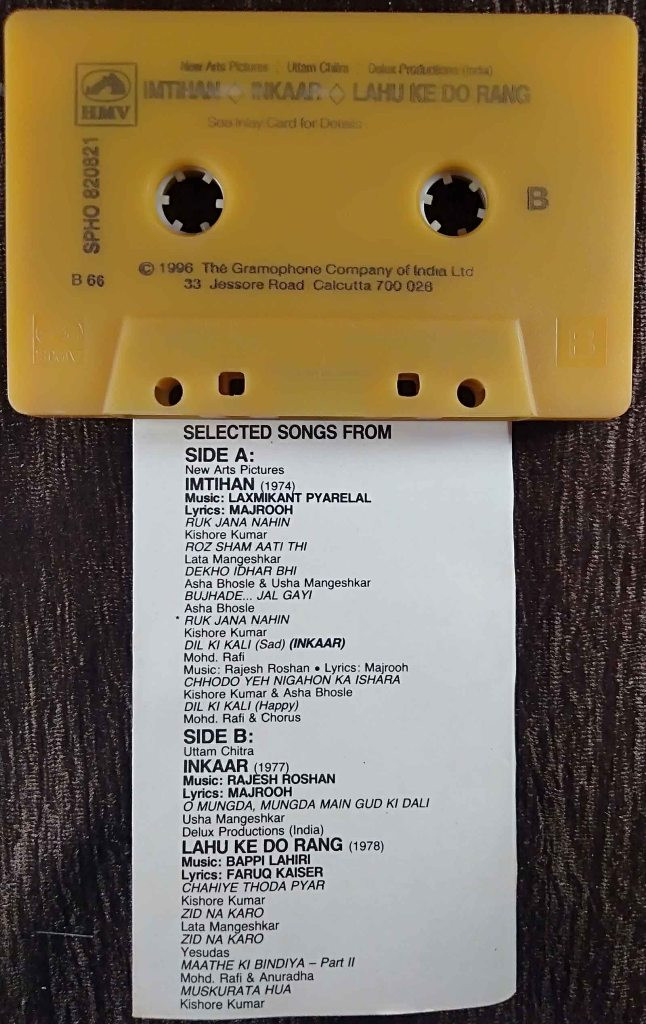 New Arts Pictures : Uttam Chitra : Delux Productions (India)
IMTIHAN ◇ INKAAR ◇ LAHU KE DO RANG
HMV
See Inlay Card for Details
SPHO 820821
B
B 66
© 1996 The Gramophone Company of India Ltd
33 Jessore Road Calcutta 700 028
B
SELECTED SONGS FROM
SIDE A:
New Arts Pictures
IMTIHAN (1974)
Music: LAXMIKANT PYARELAL
Lyrics: MAJROOH
RUK JANA NAHIN
Kishore Kumar
ROZ SHAM AATI THI
Lata Mangeshkar
DEKHO IDHAR BHI
Asha Bhosle & Usha Mangeshkar
BUJHADE... JAL GAYI
Asha Bhosle
* RUK JANA NAHIN
Kishore Kumar
DIL KI KALI (Sad) (INKAAR)
Mohd. Rafi
Music: Rajesh Roshan • Lyrics: Majrooh
CHHODO YEH NIGAHON KA ISHARA
Kishore Kumar & Asha Bhosle
DIL KI KALI (Happy)
Mohd. Rafi & Chorus
SIDE B:
Uttam Chitra
INKAAR (1977)
Music: RAJESH ROSHAN
Lyrics: MAJROOH
O MUNGDA, MUNGDA MAIN GUD KI DALI
Usha Mangeshkar
Delux Productions (India)
LAHU KE DO RANG (1978)
Music: BAPPI LAHIRI
Lyrics: FARUQ KAISER
CHAHIYE THODA PYAR
Kishore Kumar
ZID NA KARO
Lata Mangeshkar
ZID NA KARO
Yesudas
MAATHE KI BINDIYA – Part II
Mohd. Rafi & Anuradha
MUSKURATA HUA
Kishore Kumar